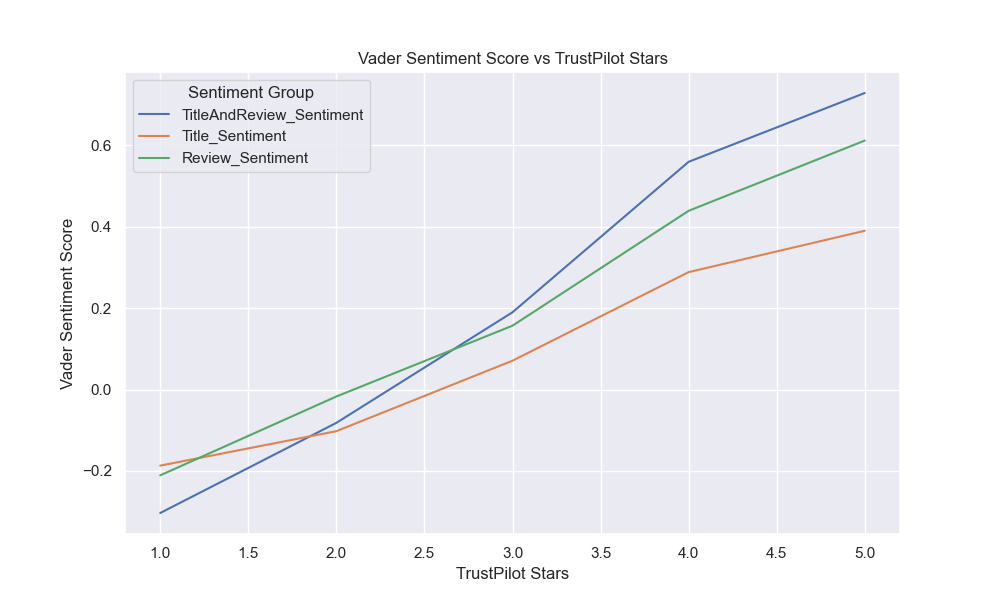 Vader Sentiment Score vs TrustPilot Stars
Sentiment Group
TitleAndReview_Sentiment
Title_Sentiment
Review_Sentiment
Vader Sentiment Score
0.6
0.4
0.2
0.0
−0.2
1.0 1.5 2.0 2.5 3.0 3.5 4.0 4.5 5.0
TrustPilot Stars